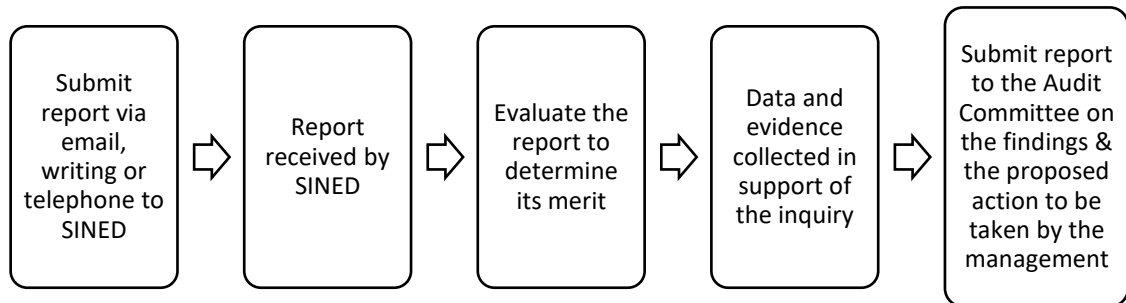 Submit
report via
email,
writing or
telephone to
SINED
Report
received by
SINED
Evaluate the
report to
determine
its merit
Data and
evidence
collected in
support of
the inquiry
Submit report
to the Audit
Committee on
the findings &
the proposed
action to be
taken by the
management